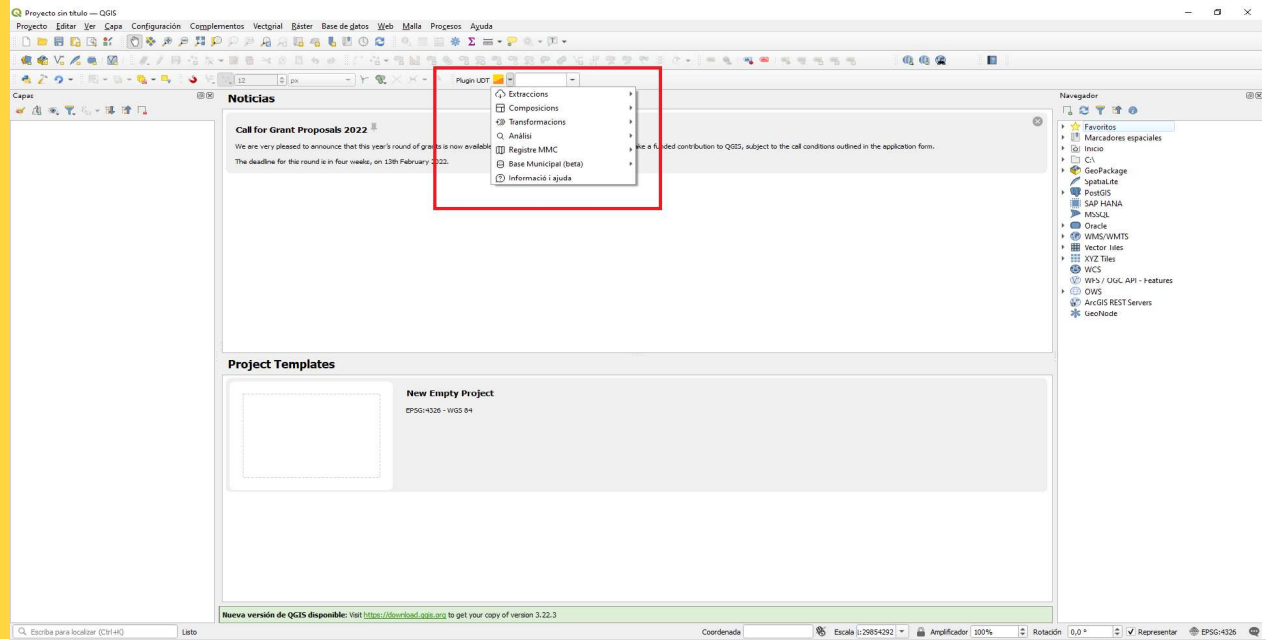 Proyecto sin título — QGIS
Proyecto Editar Ver Capa Configuración Complementos Vectorial Ráster Base de datos Web Malla Procesos Ayuda
12 px Plugin UDT
Capas
Noticias
Call for Grant Proposals 2022
We are very pleased to announce that this year's round of grants is now available
ke a funded contribution to QGIS, subject to the call conditions outlined in the application form.
The deadline for this round is in four weeks, on 13th February 2022.
Extraccions
Composicions
Transformacions
Anàlisi
Registre MMC
Base Municipal (beta)
Informació i ajuda
Project Templates
New Empty Project
EPSG:4326 - WGS 84
Nueva versión de QGIS disponible: Visit https://download.qgis.org to get your copy of version 3.22.3
Navegador
Favoritos
Marcadores espaciales
Inicio
C:\
GeoPackage
SpatiaLite
PostGIS
SAP HANA
MSSQL
Oracle
WMS/WMTS
Vector Tiles
XYZ Tiles
WCS
WFS / OGC API - Features
OWS
ArcGIS REST Servers
GeoNode
Escriba para localizar (Ctrl+K) Listo Coordenada Escala 1:29854292 Amplificador 100% Rotación 0,0 ° Representar EPSG:4326